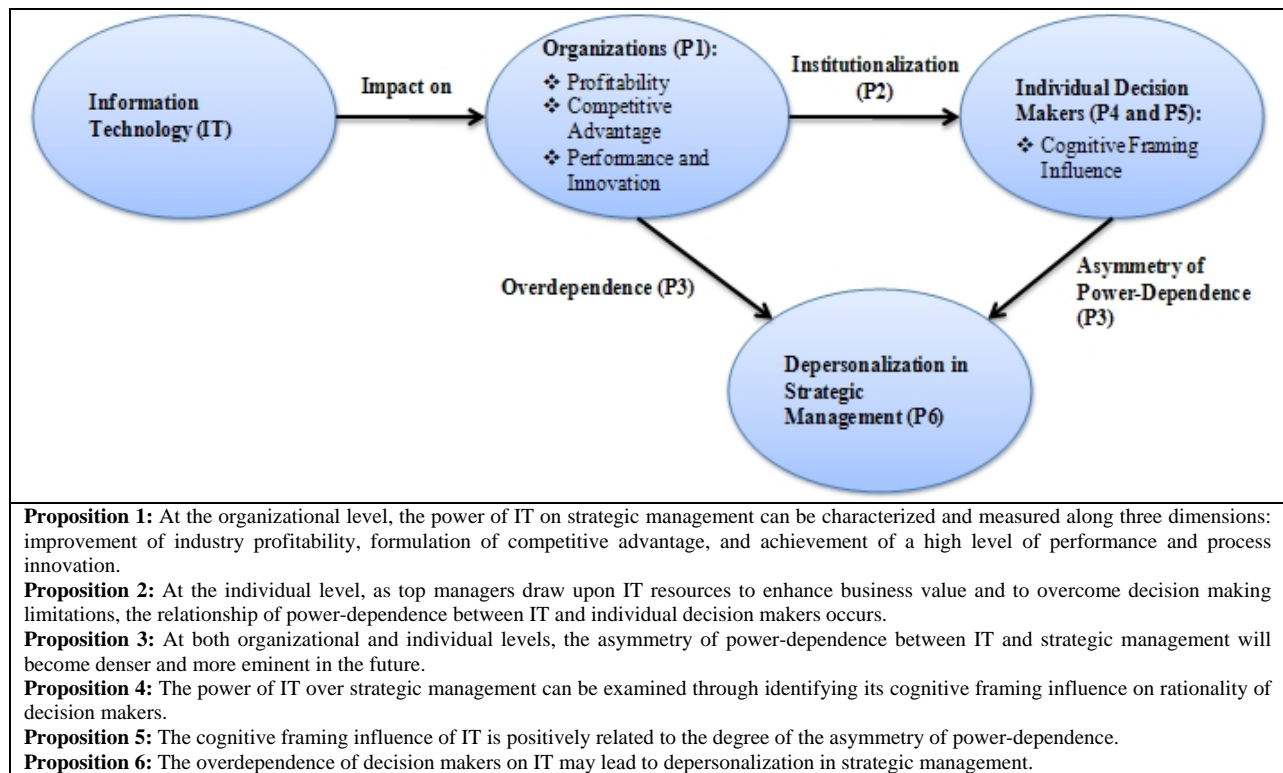 Information
Technology (IT)
Impact on
Organizations (P1):
❖ Profitability
❖ Competitive
Advantage
❖ Performance and
Innovation
Institutionalization
(P2)
Individual Decision
Makers (P4 and P5):
❖ Cognitive Framing
Influence
Overdependence (P3)
Asymmetry of
Power-Dependence
(P3)
Depersonalization in
Strategic
Management (P6)
Proposition 1: At the organizational level, the power of IT on strategic management can be characterized and measured along three dimensions:
improvement of industry profitability, formulation of competitive advantage, and achievement of a high level of performance and process
innovation.
Proposition 2: At the individual level, as top managers draw upon IT resources to enhance business value and to overcome decision making
limitations, the relationship of power-dependence between IT and individual decision makers occurs.
Proposition 3: At both organizational and individual levels, the asymmetry of power-dependence between IT and strategic management will
become denser and more eminent in the future.
Proposition 4: The power of IT over strategic management can be examined through identifying its cognitive framing influence on rationality of
decision makers.
Proposition 5: The cognitive framing influence of IT is positively related to the degree of the asymmetry of power-dependence.
Proposition 6: The overdependence of decision makers on IT may lead to depersonalization in strategic management.